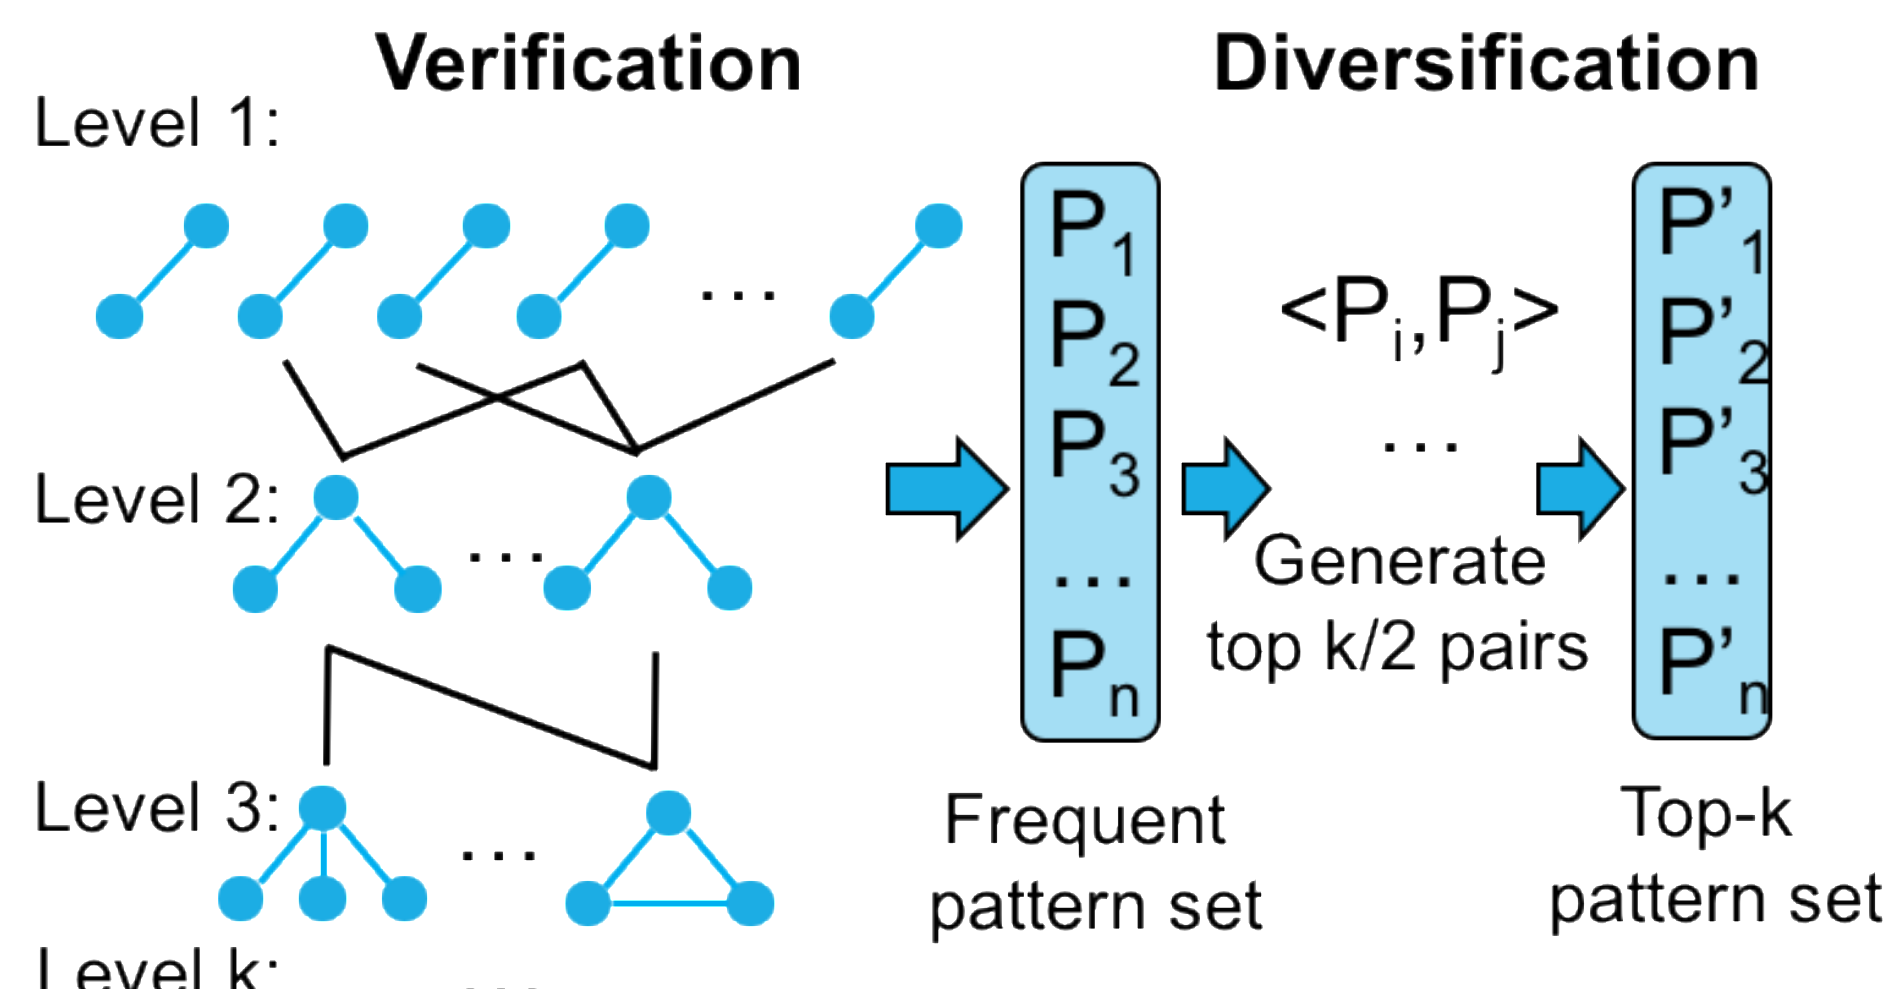 Verification
Diversification
Level 1:
...
Level 2:
...
Level 3:
...
Level k:
...
P1
P2
P3
...
Pn
Frequent
pattern set
<Pi,Pj>
...
Generate
top k/2 pairs
P’1
P’2
P’3
...
P’n
Top-k
pattern set